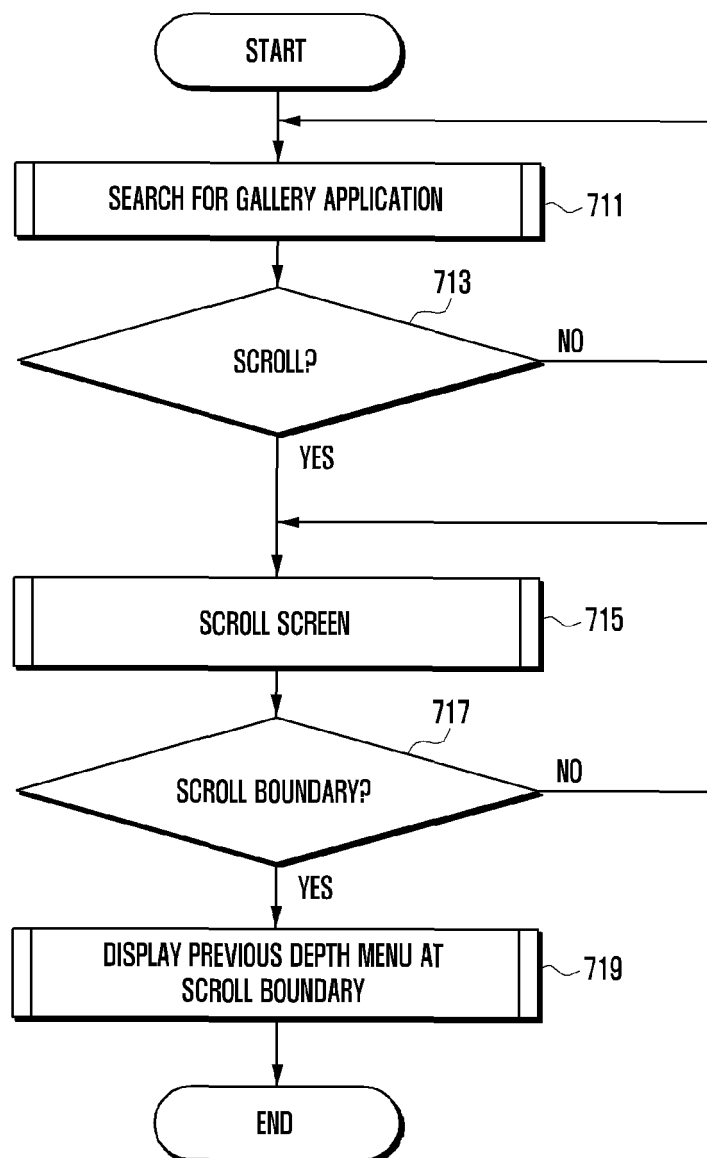 START
SEARCH FOR GALLERY APPLICATION
711
713
SCROLL?
NO
YES
SCROLL SCREEN
715
717
SCROLL BOUNDARY?
NO
YES
DISPLAY PREVIOUS DEPTH MENU AT
SCROLL BOUNDARY
719
END